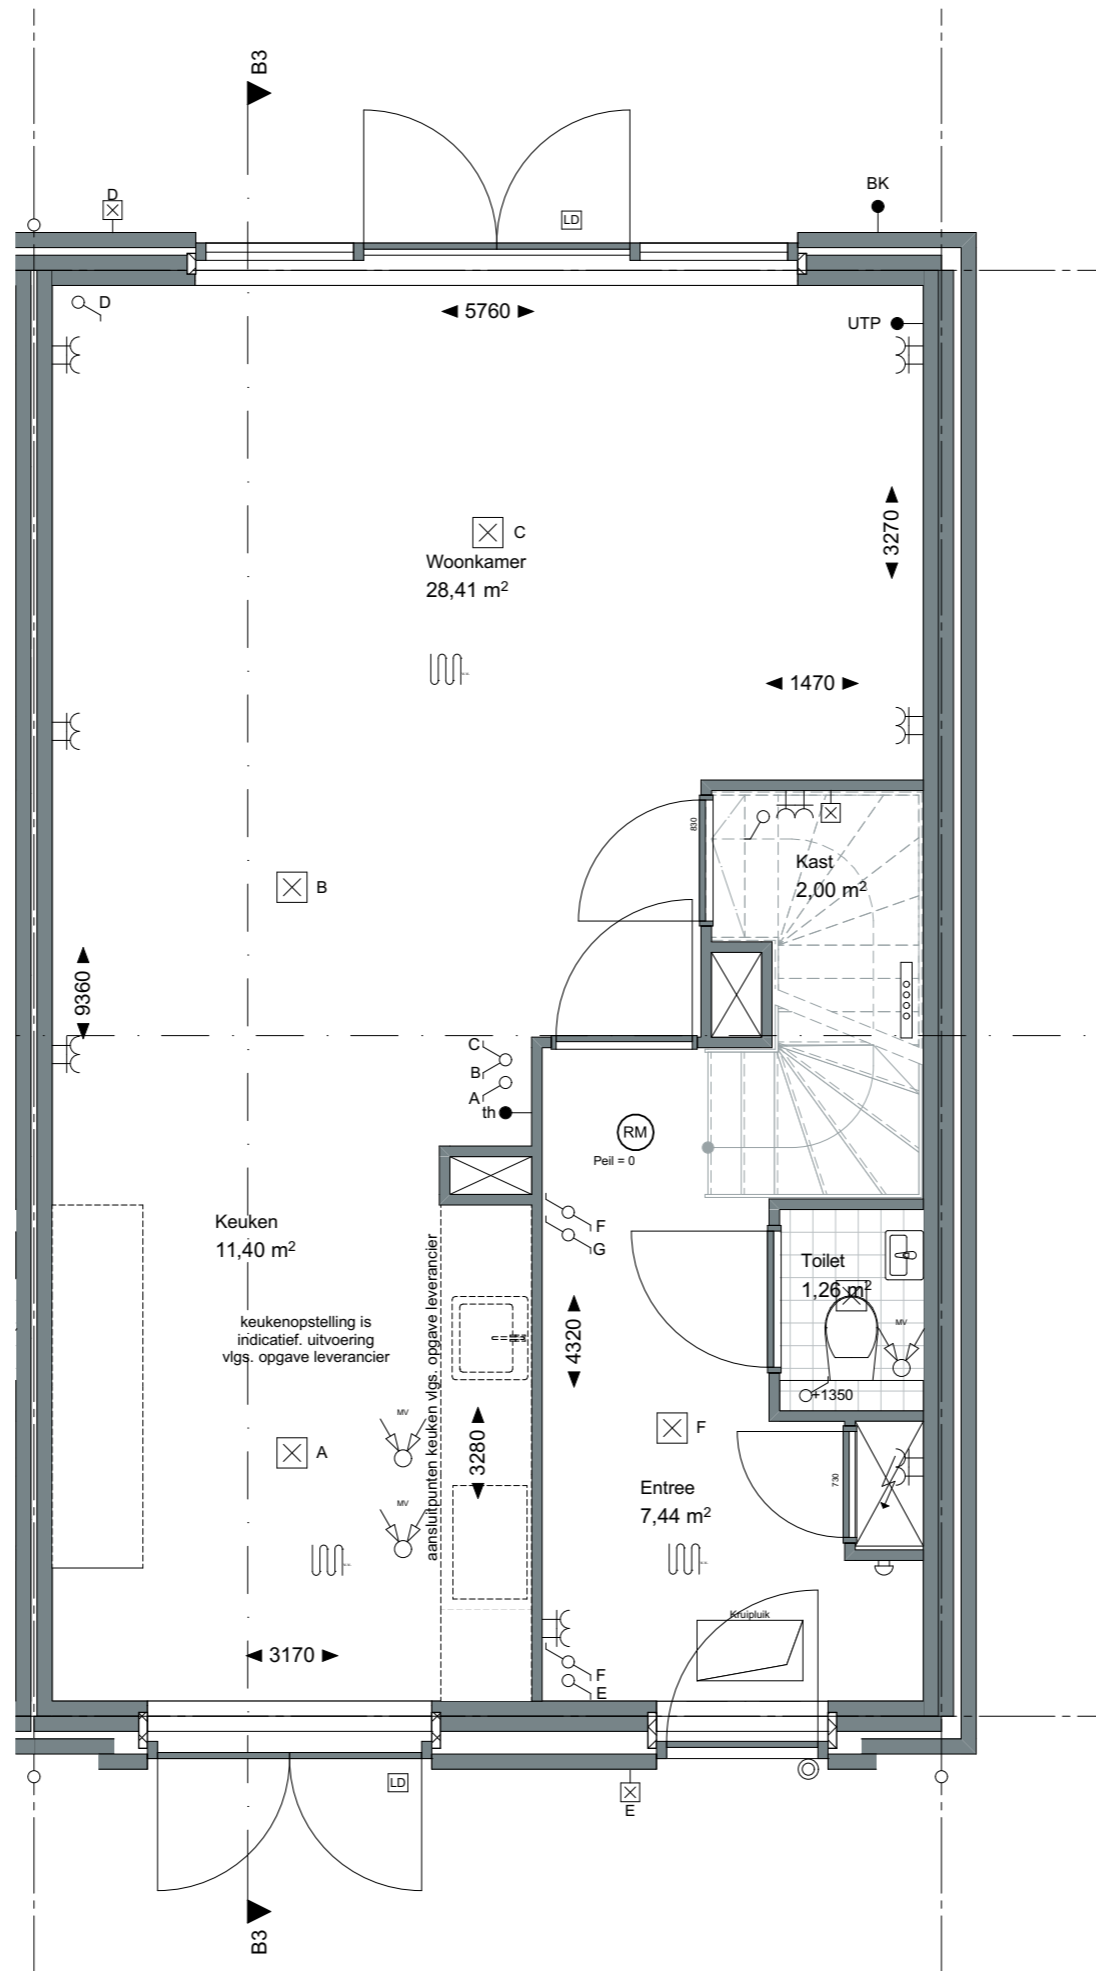 B3
D
LD
BK
D
5760
UTP
C
Woonkamer
28,41 m²
3270
1470
830
Kast
2,00 m²
B
9360
C
B
A
th
RM
Peil = 0
F
G
Keuken
11,40 m²
keukenopstelling is
indicatief. uitvoering
vlgs. opgave leverancier
aansluitpunten keuken vlgs. opgave leverancier
Toilet
1,26 m²
MV
+1350
4320
MV
A
3280
MV
F
Entree
7,44 m²
730
Kruipluik
3170
F
E
LD
E
B3